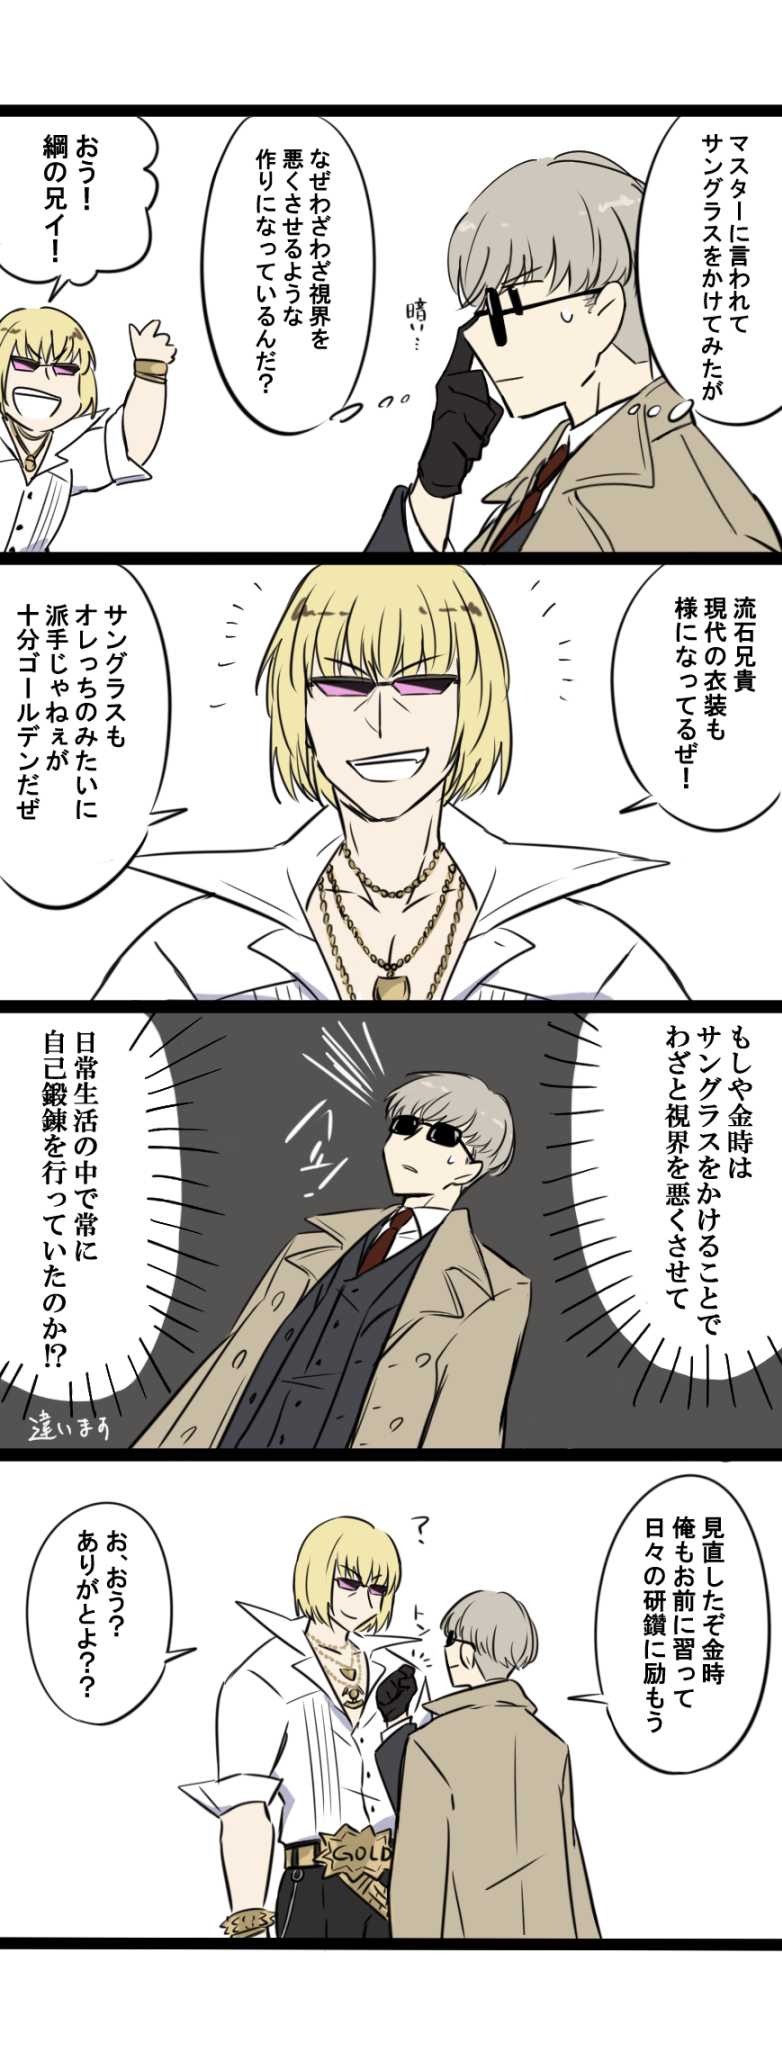 マスターに言われて
サングラスをかけてみたが
なぜわざわざ視界を
悪くさせるような
作りになっているんだ？
暗い…
おう！
綱の兄イ！
流石兄貴
現代の衣装も
様になってるぜ！
サングラスも
オレっちのみたいに
派手じゃねぇが
十分ゴールデンだぜ
もしや金時は
サングラスをかけることで
わざと視界を悪くさせて
日常生活の中で常に
自己鍛錬を行っていたのか⁉
違います
見直したぞ金時
俺もお前に習って
日々の研鑽に励もう
？
トン
お、おう？
ありがとよ？？
GOLD